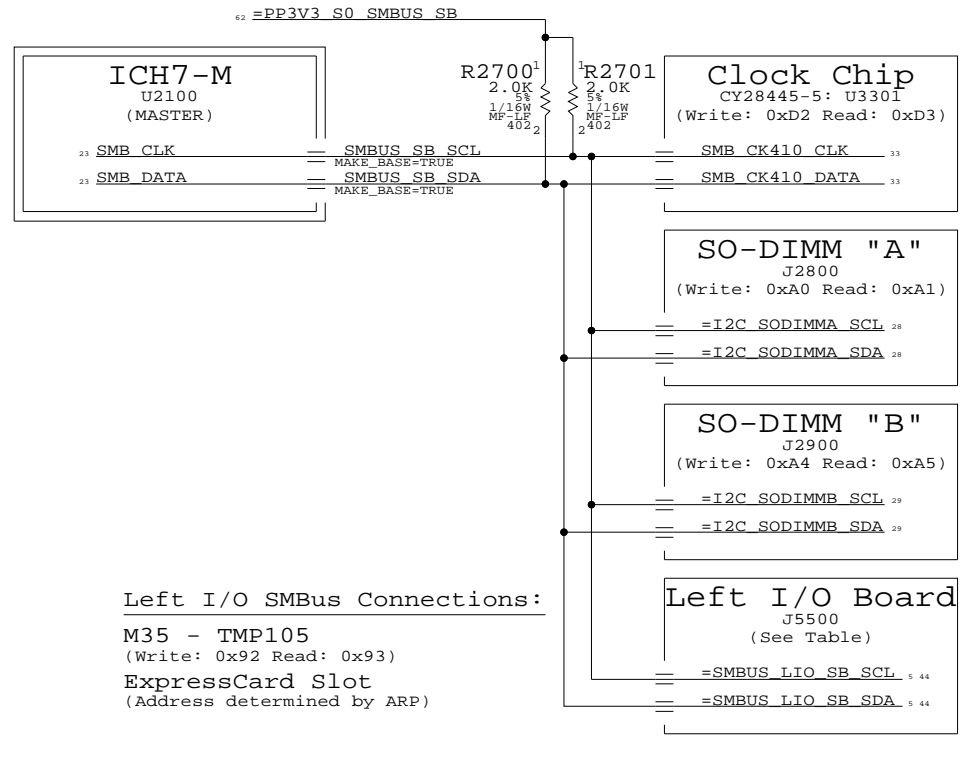 62 =PP3V3_S0_SMBUS_SB
ICH7-M
U2100
(MASTER)
23 SMB_CLK
23 SMB_DATA
SMBUS_SB_SCL
MAKE_BASE=TRUE
SMBUS_SB_SDA
MAKE_BASE=TRUE
R2700
1
2.0K
5%
1/16W
MF-LF
402
2
1
R2701
2.0K
5%
1/16W
MF-LF
402
2
Clock Chip
CY28445-5: U3301
(Write: 0xD2 Read: 0xD3)
SMB_CK410_CLK 33
SMB_CK410_DATA 33
SO-DIMM "A"
J2800
(Write: 0xA0 Read: 0xA1)
=I2C_SODIMMA_SCL 28
=I2C_SODIMMA_SDA 28
SO-DIMM "B"
J2900
(Write: 0xA4 Read: 0xA5)
=I2C_SODIMMB_SCL 29
=I2C_SODIMMB_SDA 29
Left I/O Board
J5500
(See Table)
=SMBUS_LIO_SB_SCL 5 44
=SMBUS_LIO_SB_SDA 5 44
Left I/O SMBus Connections:
M35 - TMP105
(Write: 0x92 Read: 0x93)
ExpressCard Slot
(Address determined by ARP)